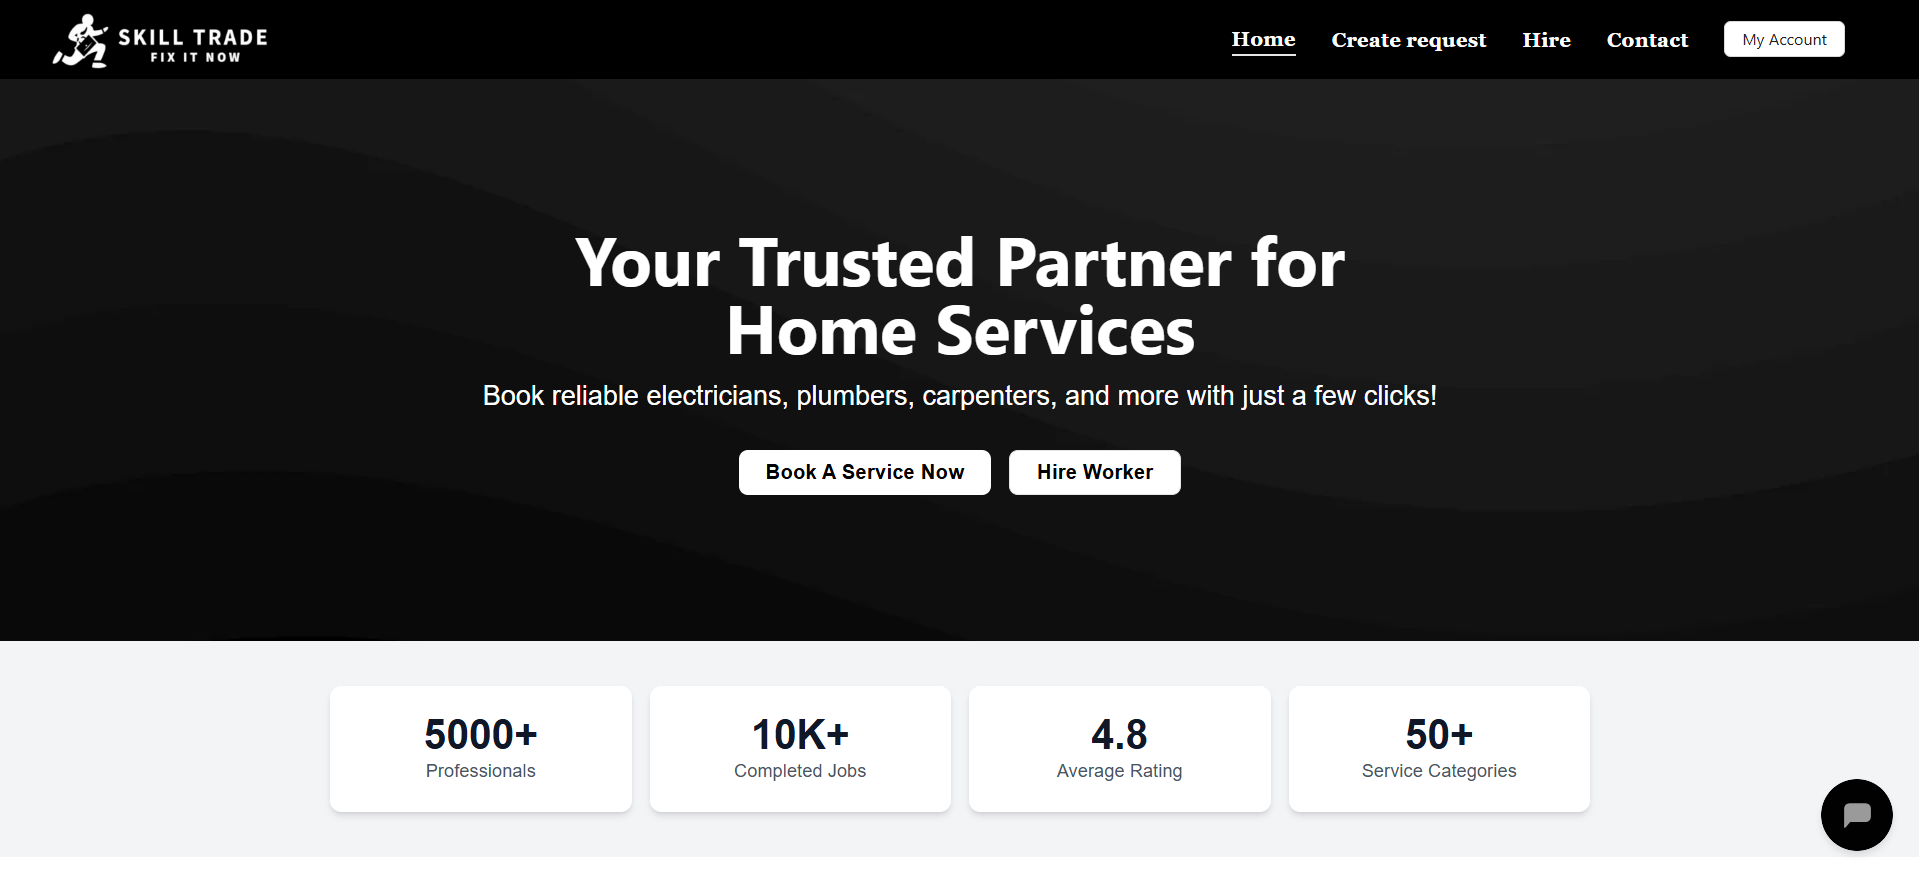 SKILL TRADE
FIX IT NOW
Home
Create request
Hire
Contact
My Account
Your Trusted Partner for
Home Services
Book reliable electricians, plumbers, carpenters, and more with just a few clicks!
Book A Service Now
Hire Worker
5000+
Professionals
10K+
Completed Jobs
4.8
Average Rating
50+
Service Categories